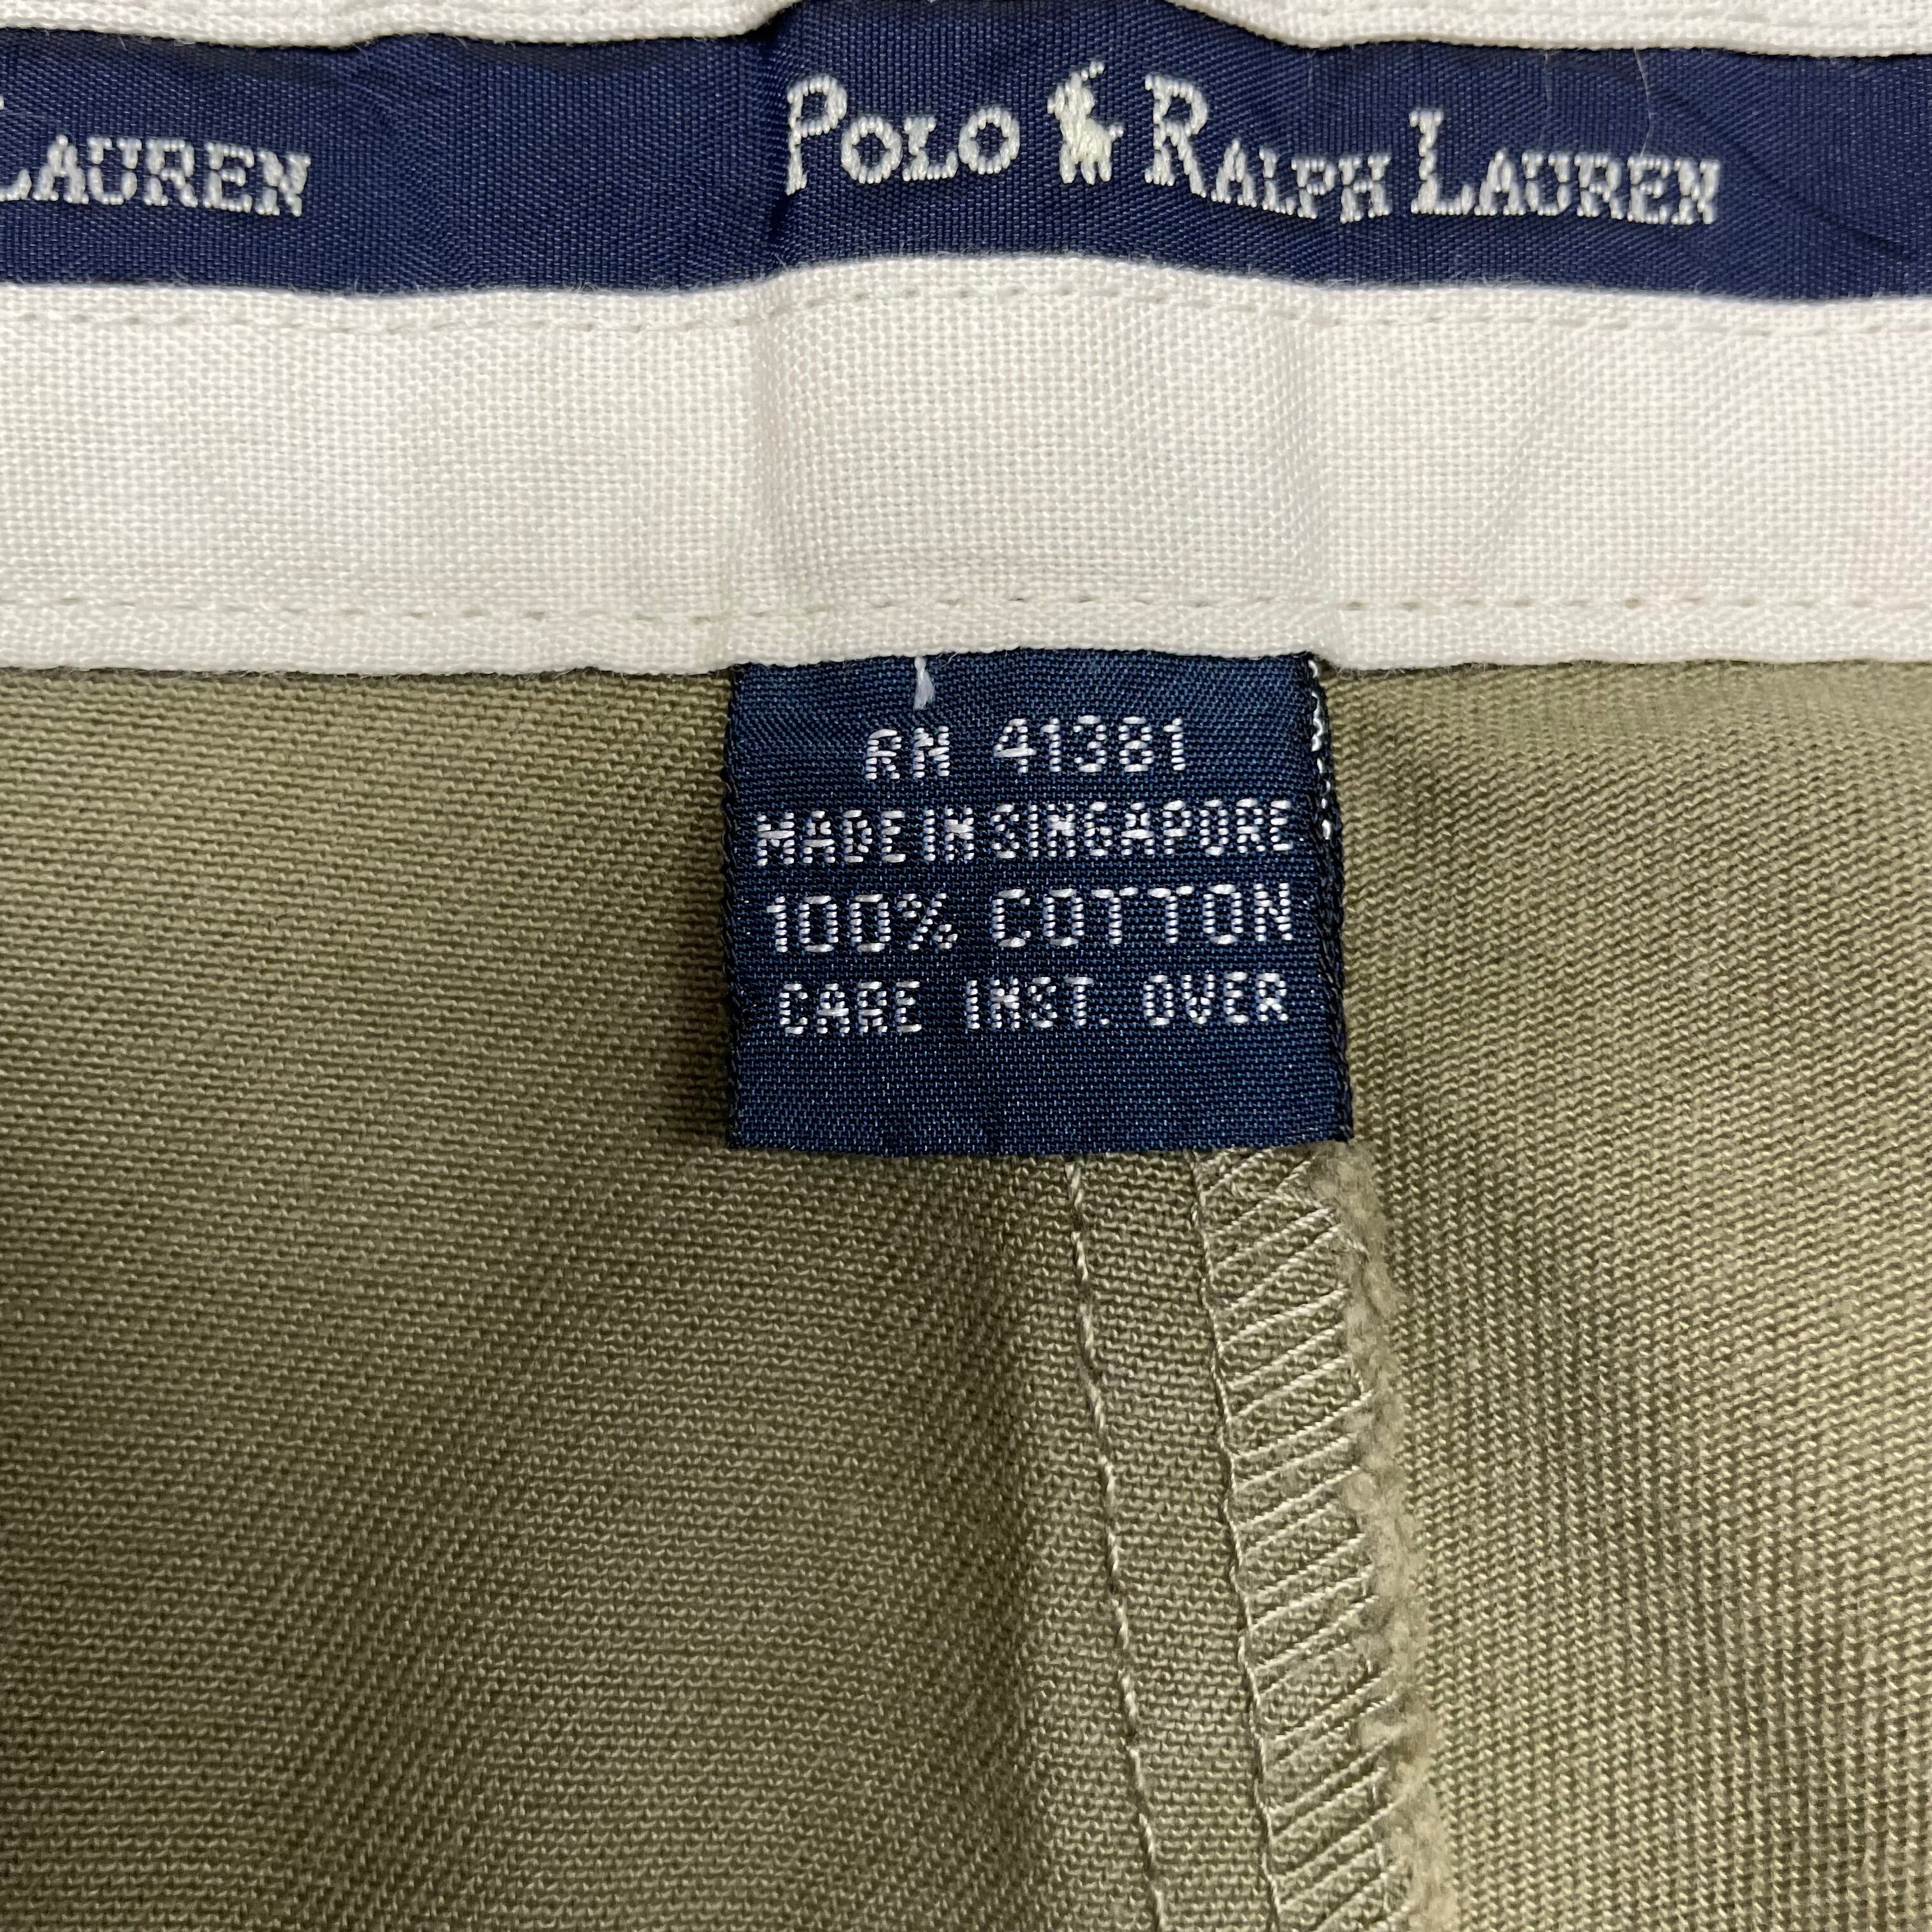 LAUREN POLO RALPH LAUREN
RN 41381
MADE IN SINGAPORE
100% COTTON
CARE INST. OVER